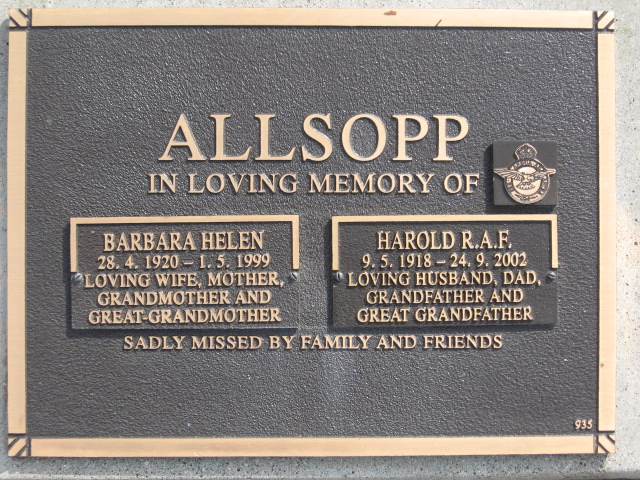 ALLSOPP
IN LOVING MEMORY OF
BARBARA HELEN
28. 4. 1920 – 1. 5. 1999
LOVING WIFE, MOTHER,
GRANDMOTHER AND
GREAT-GRANDMOTHER
HAROLD R.A.F.
9. 5. 1918 – 24. 9. 2002
LOVING HUSBAND, DAD,
GRANDFATHER AND
GREAT GRANDFATHER
SADLY MISSED BY FAMILY AND FRIENDS
935